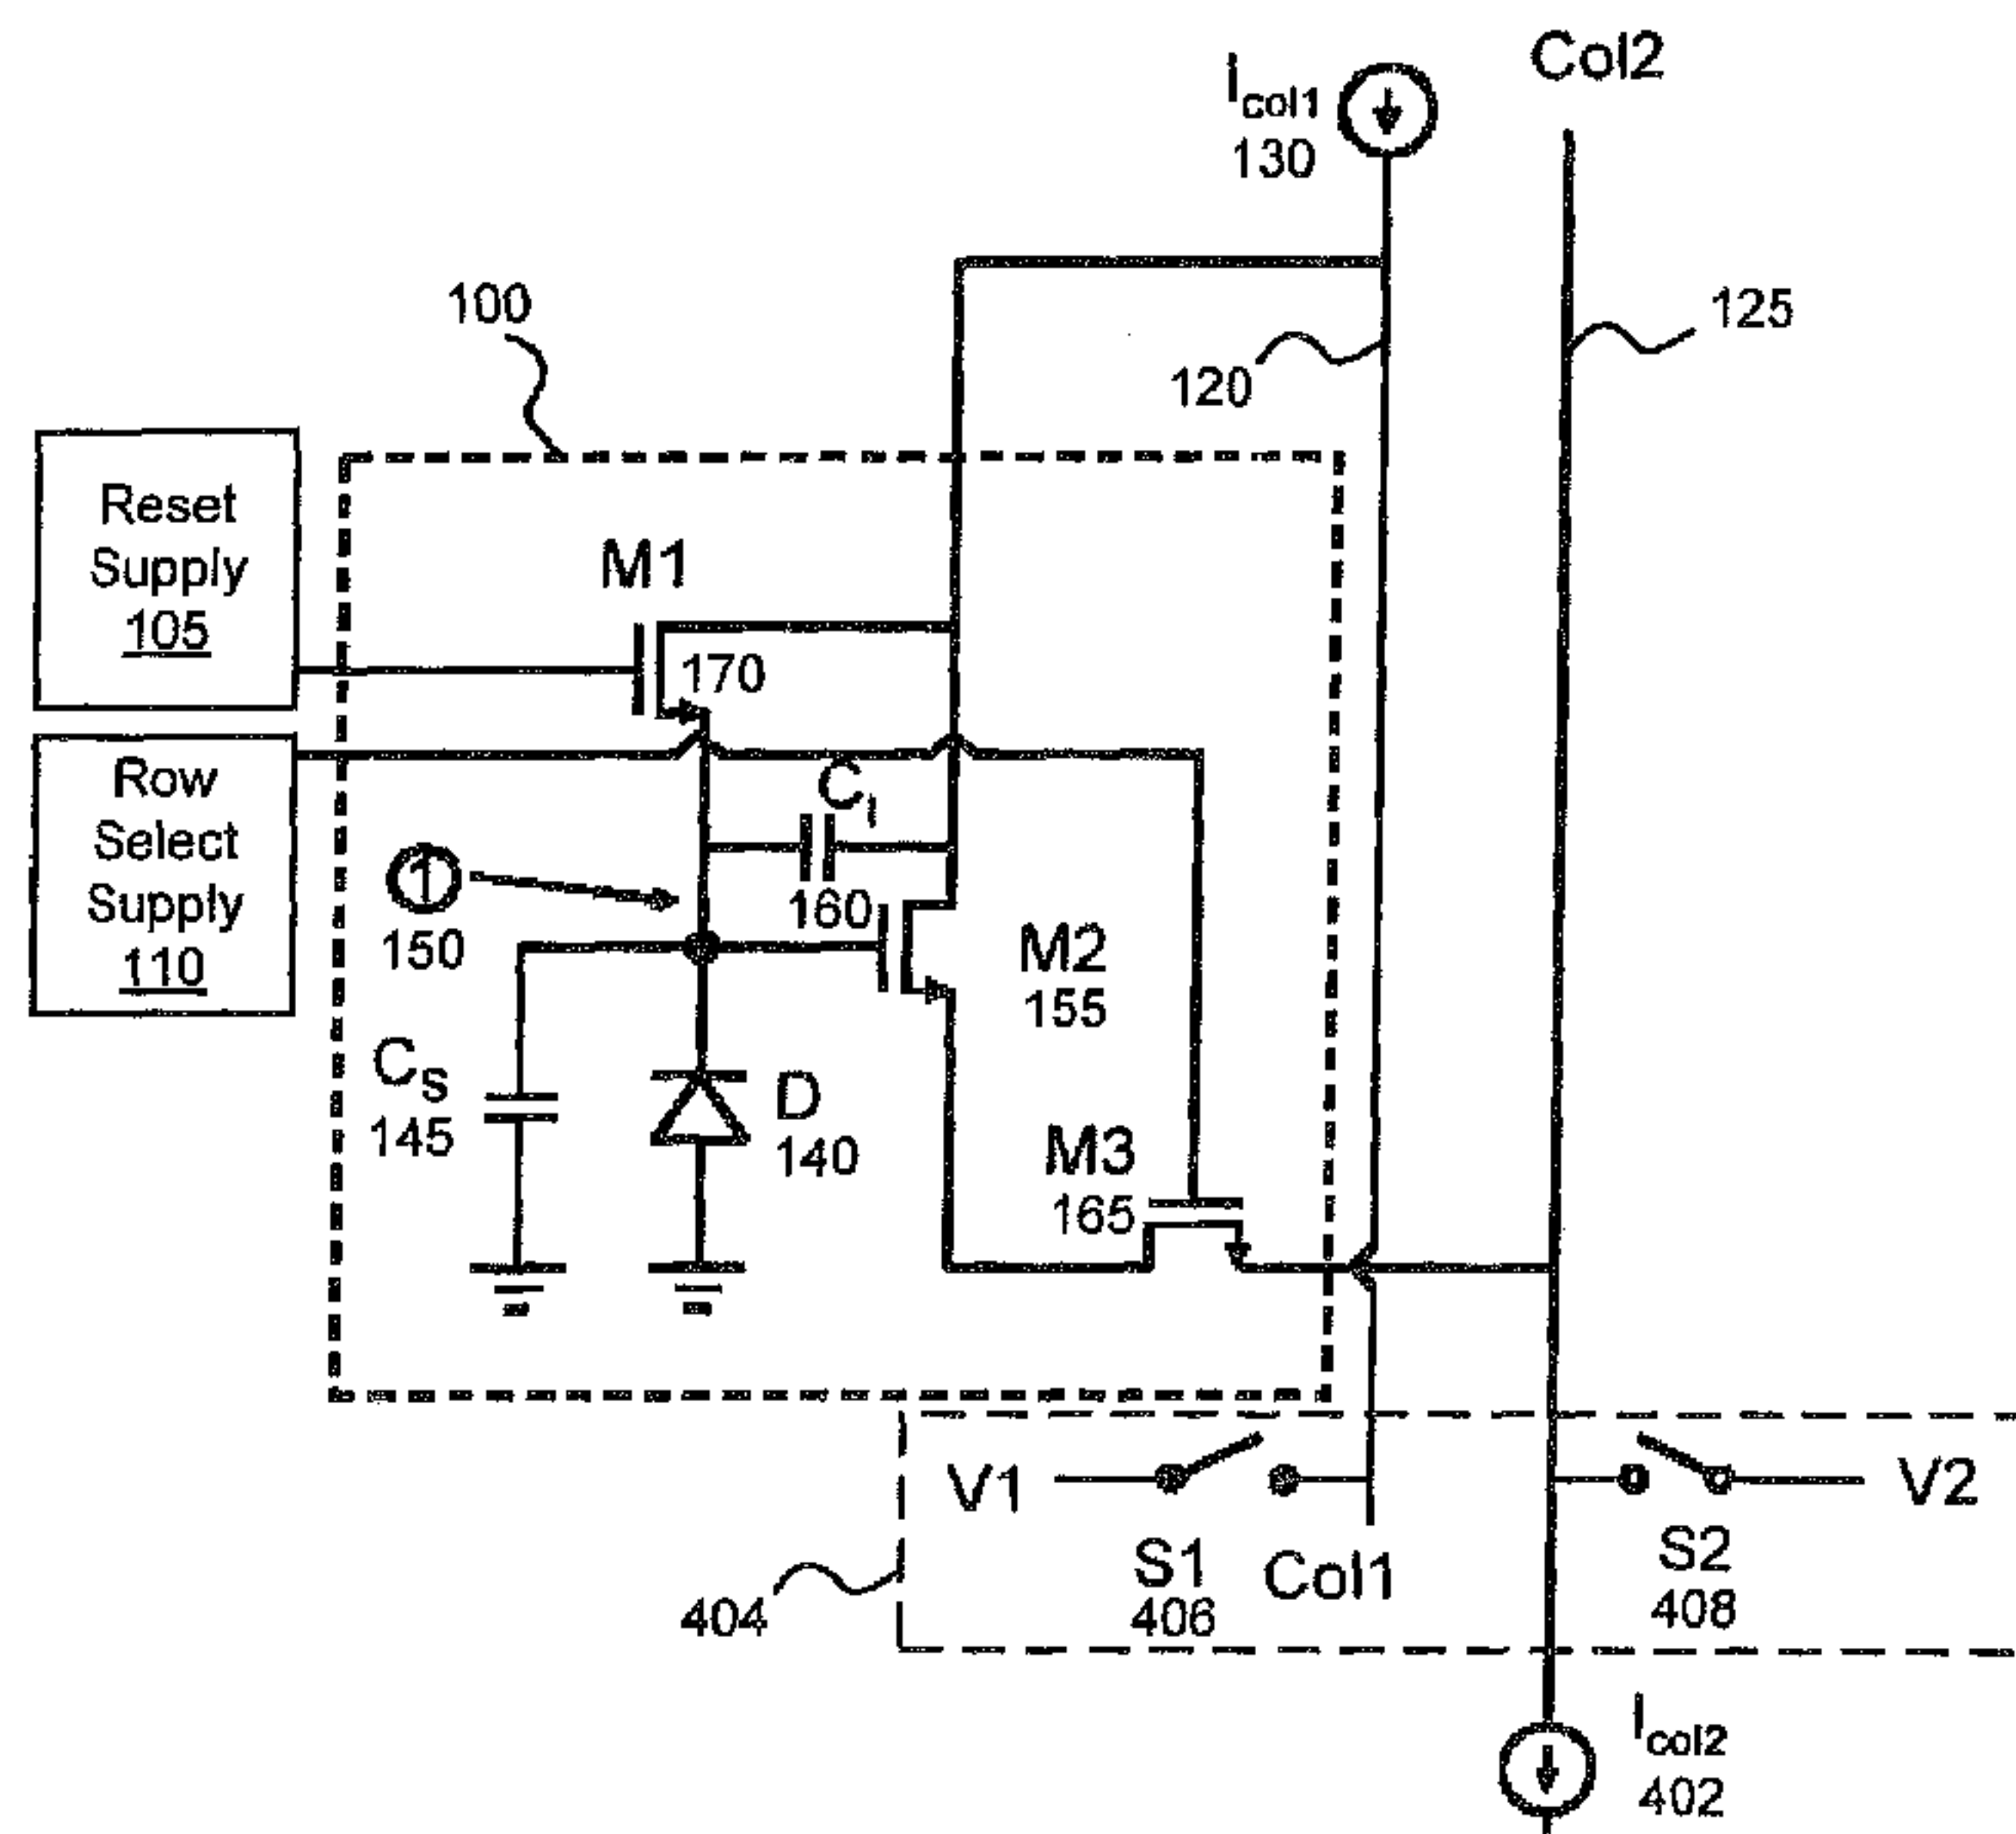 Col2
Icol1
130
100
120
125
Reset
Supply
105
M1
170
Row
Select
Supply
110
CI
1
150
160
M2
155
CS
145
D
140
M3
165
V1
V2
S1
406
Col1
S2
408
404
Icol2
402